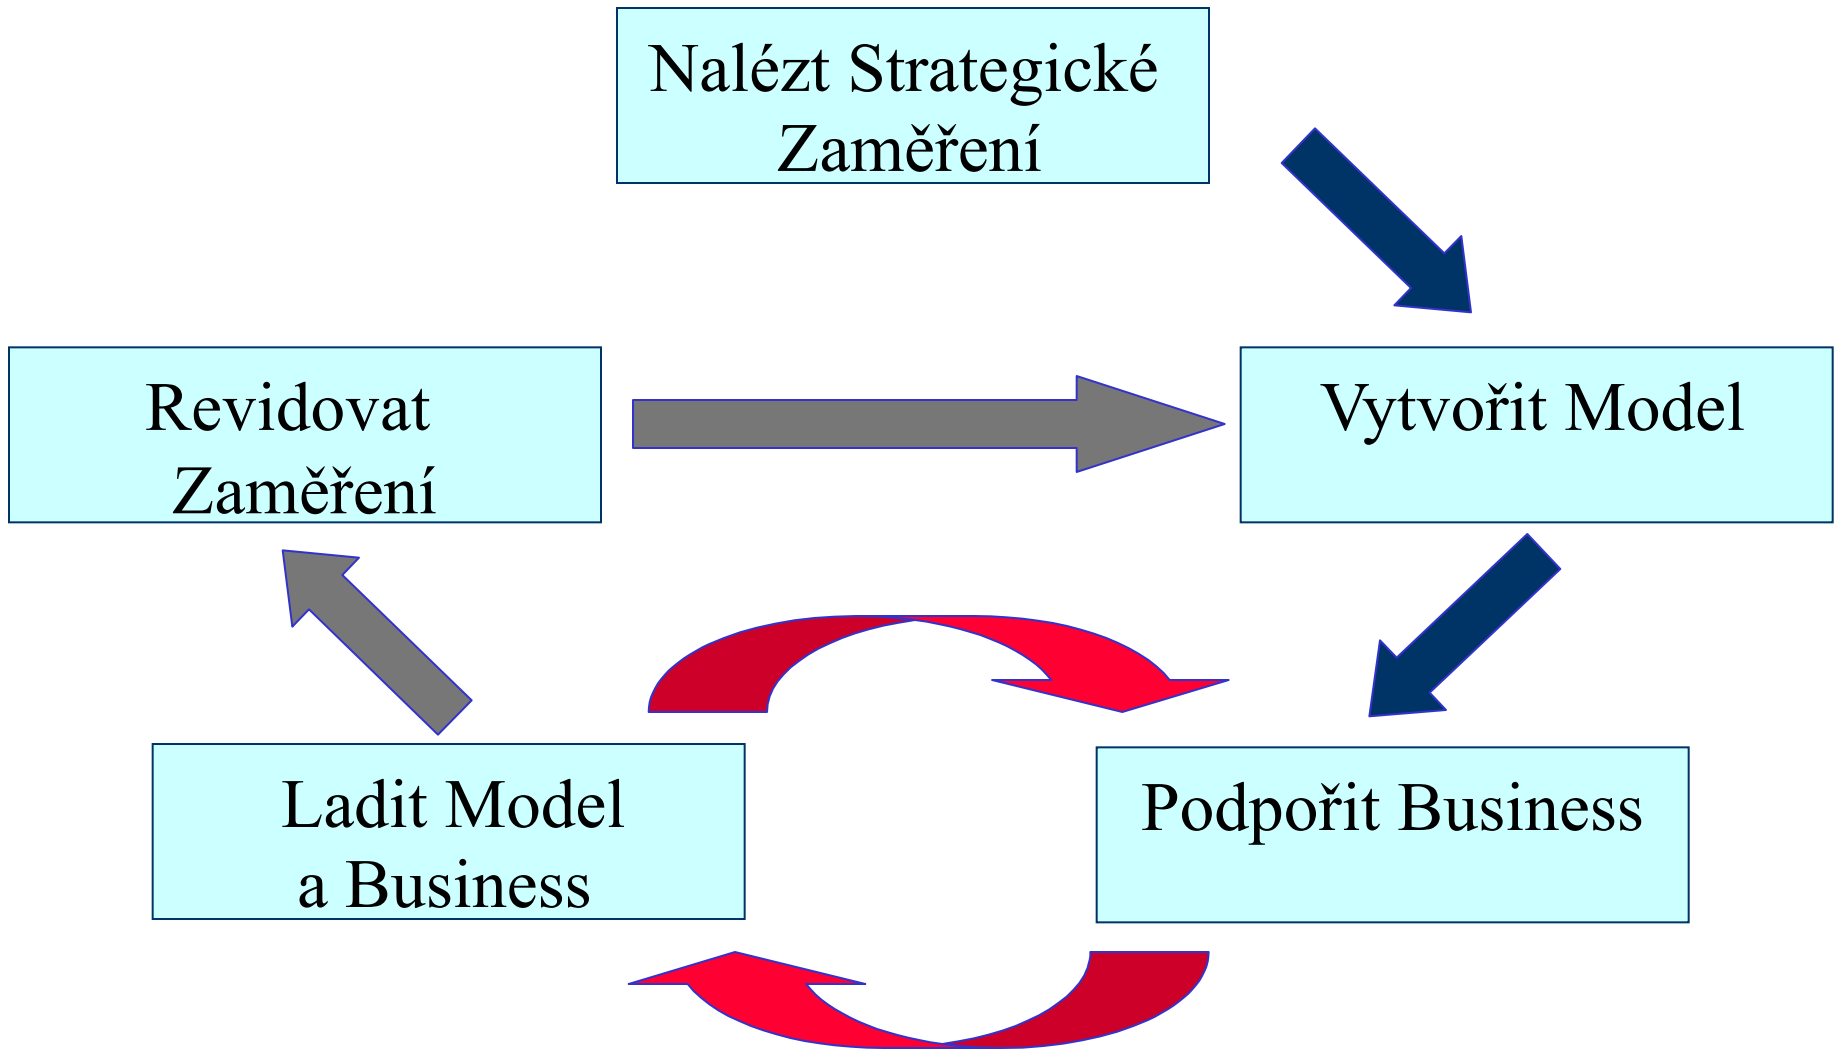 Nalézt Strategické
Zaměření
Revidovat
Zaměření
Vytvořit Model
Ladit Model
a Business
Podpořit Business